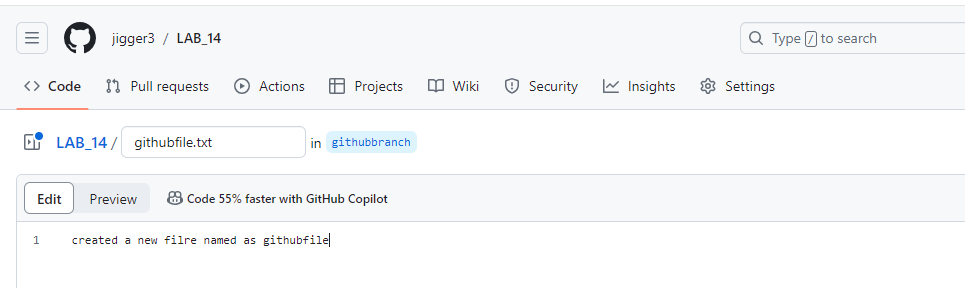 jigger3 / LAB_14
Type / to search
Code Pull requests Actions Projects Wiki Security Insights Settings
LAB_14 / githubfile.txt in githubbranch
Edit Preview Code 55% faster with GitHub Copilot
1 created a new filre named as githubfile